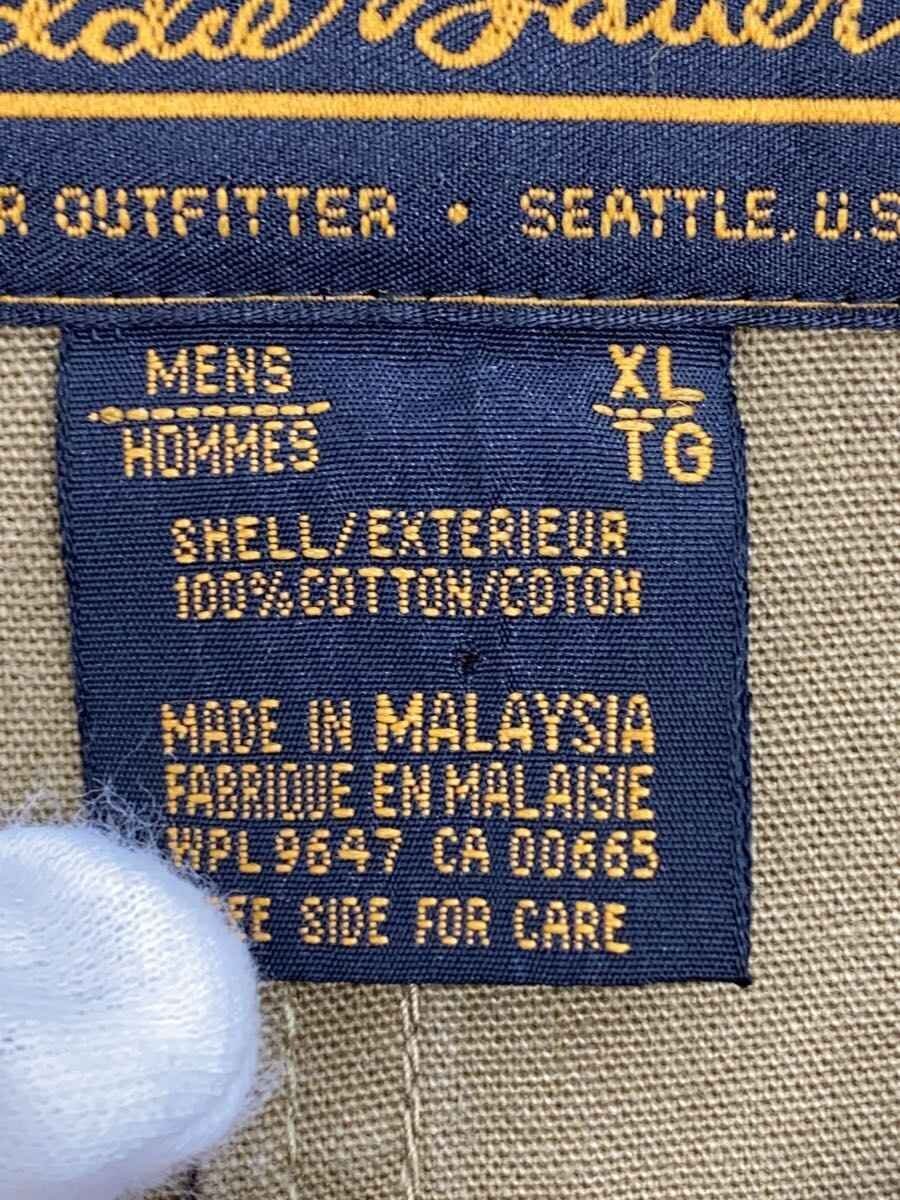 R OUTFITTER • SEATTLE, U.S
MENS
HOMMES
XL
TG
SHELL/EXTERIEUR
100% COTTON/COTON
MADE IN MALAYSIA
FABRIQUE EN MALAISIE
WPL 9647 CA 00665
SIDE FOR CARE